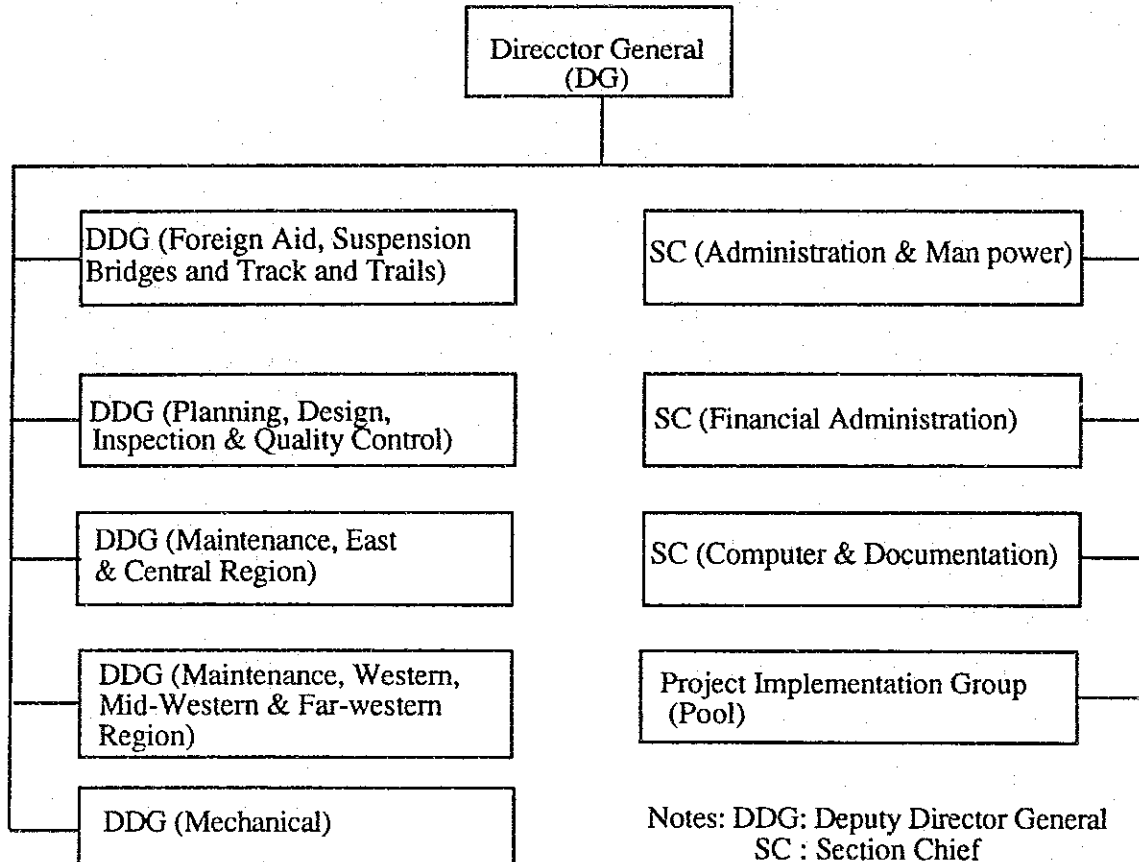 Direcctor General
(DG)
DDG (Foreign Aid, Suspension
Bridges and Track and Trails)
DDG (Planning, Design,
Inspection & Quality Control)
DDG (Maintenance, East
& Central Region)
DDG (Maintenance, Western,
Mid-Western & Far-western
Region)
DDG (Mechanical)
SC (Administration & Man power)
SC (Financial Administration)
SC (Computer & Documentation)
Project Implementation Group
(Pool)
Notes: DDG: Deputy Director General
SC : Section Chief